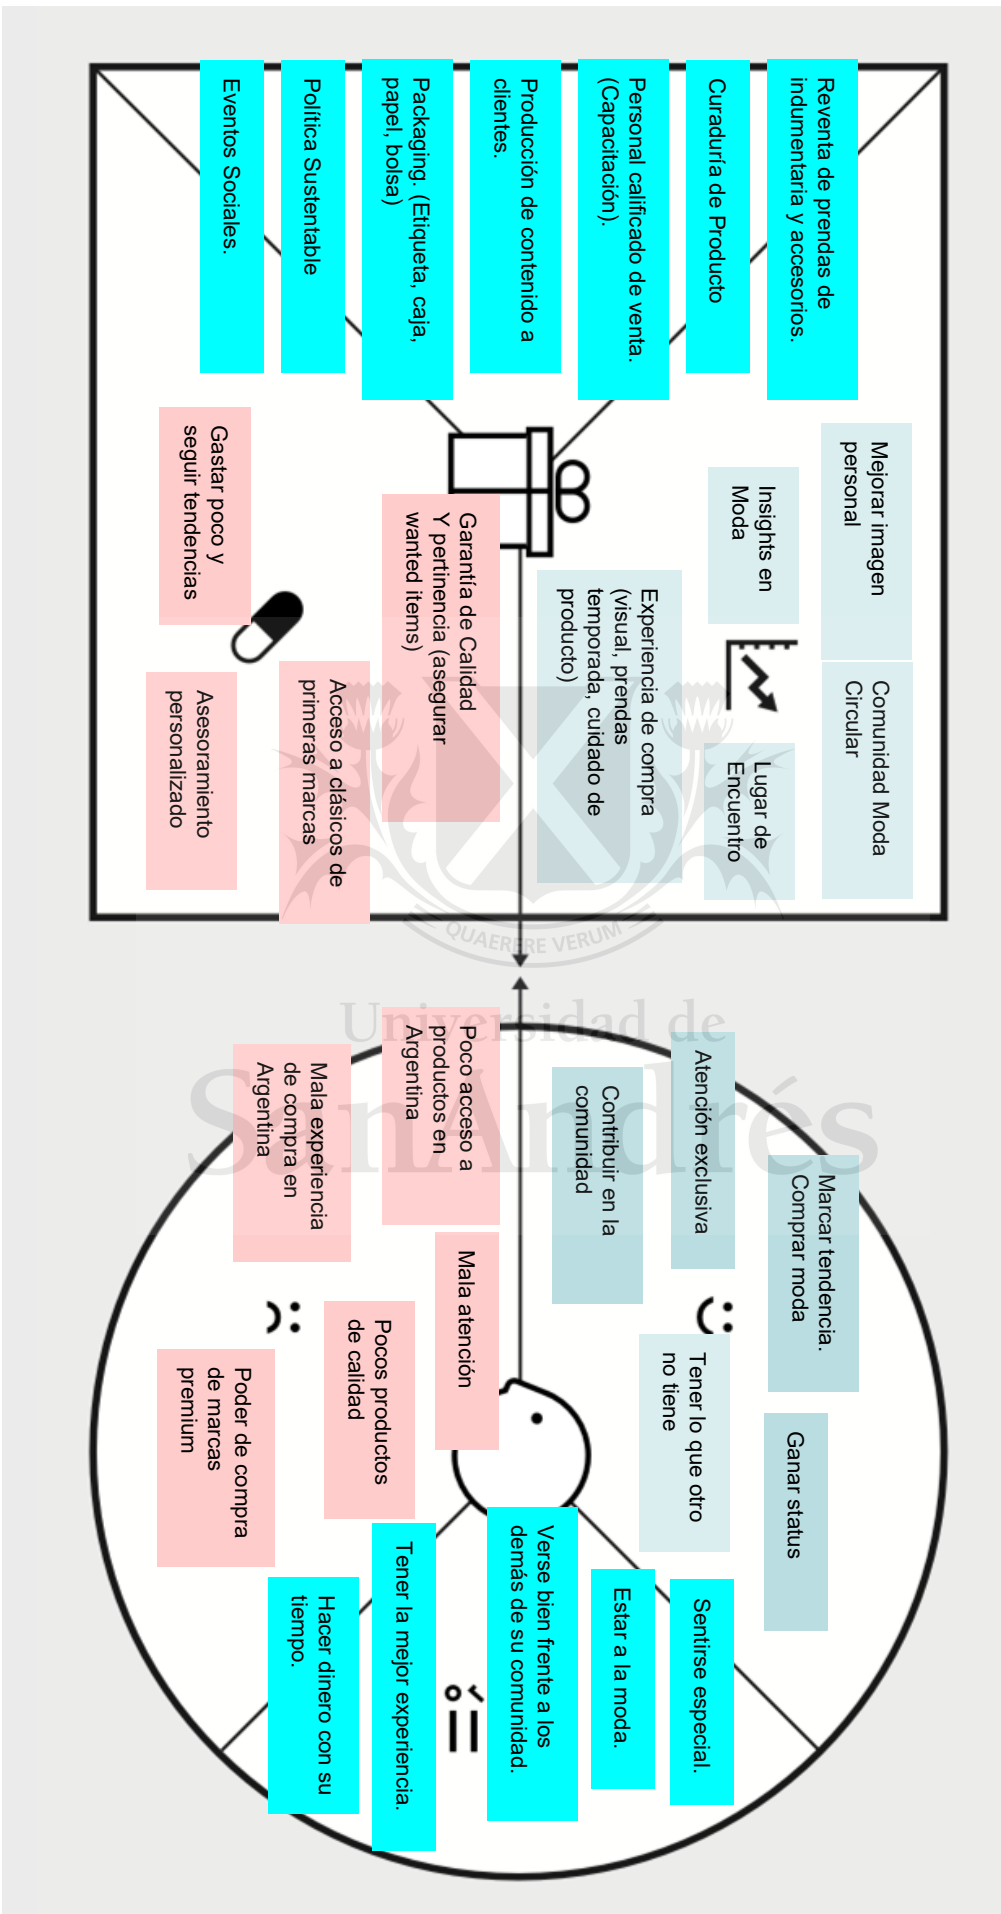 Reventa de prendas de
indumentaria y accesorios.
Curaduría de Producto
Personal calificado de venta.
(Capacitación).
Producción de contenido a
clientes.
Packaging. (Etiqueta, caja,
papel, bolsa)
Política Sustentable
Eventos Sociales.
Mejorar imagen
personal
Comunidad Moda
Circular
Insights en
Moda
Lugar de
Encuentro
Experiencia de compra
(visual, prendas
temporada, cuidado de
producto)
Garantía de Calidad
Y pertinencia (asegurar
wanted items)
Acceso a clásicos de
primeras marcas
Gastar poco y
seguir tendencias
Asesoramiento
personalizado
Marcar tendencia.
Comprar moda
Ganar status
Atención exclusiva
Tener lo que otro
no tiene
Contribuir en la
comunidad
Poco acceso a
productos en
Argentina
Mala atención
Mala experiencia
de compra en
Argentina
Pocos productos
de calidad
Poder de compra
de marcas
premium
Sentirse especial.
Estar a la moda.
Verse bien frente a los
demás de su comunidad.
Tener la mejor experiencia.
Hacer dinero con su
tiempo.
QUAERERE VERUM
Universidad de
SanAndrés